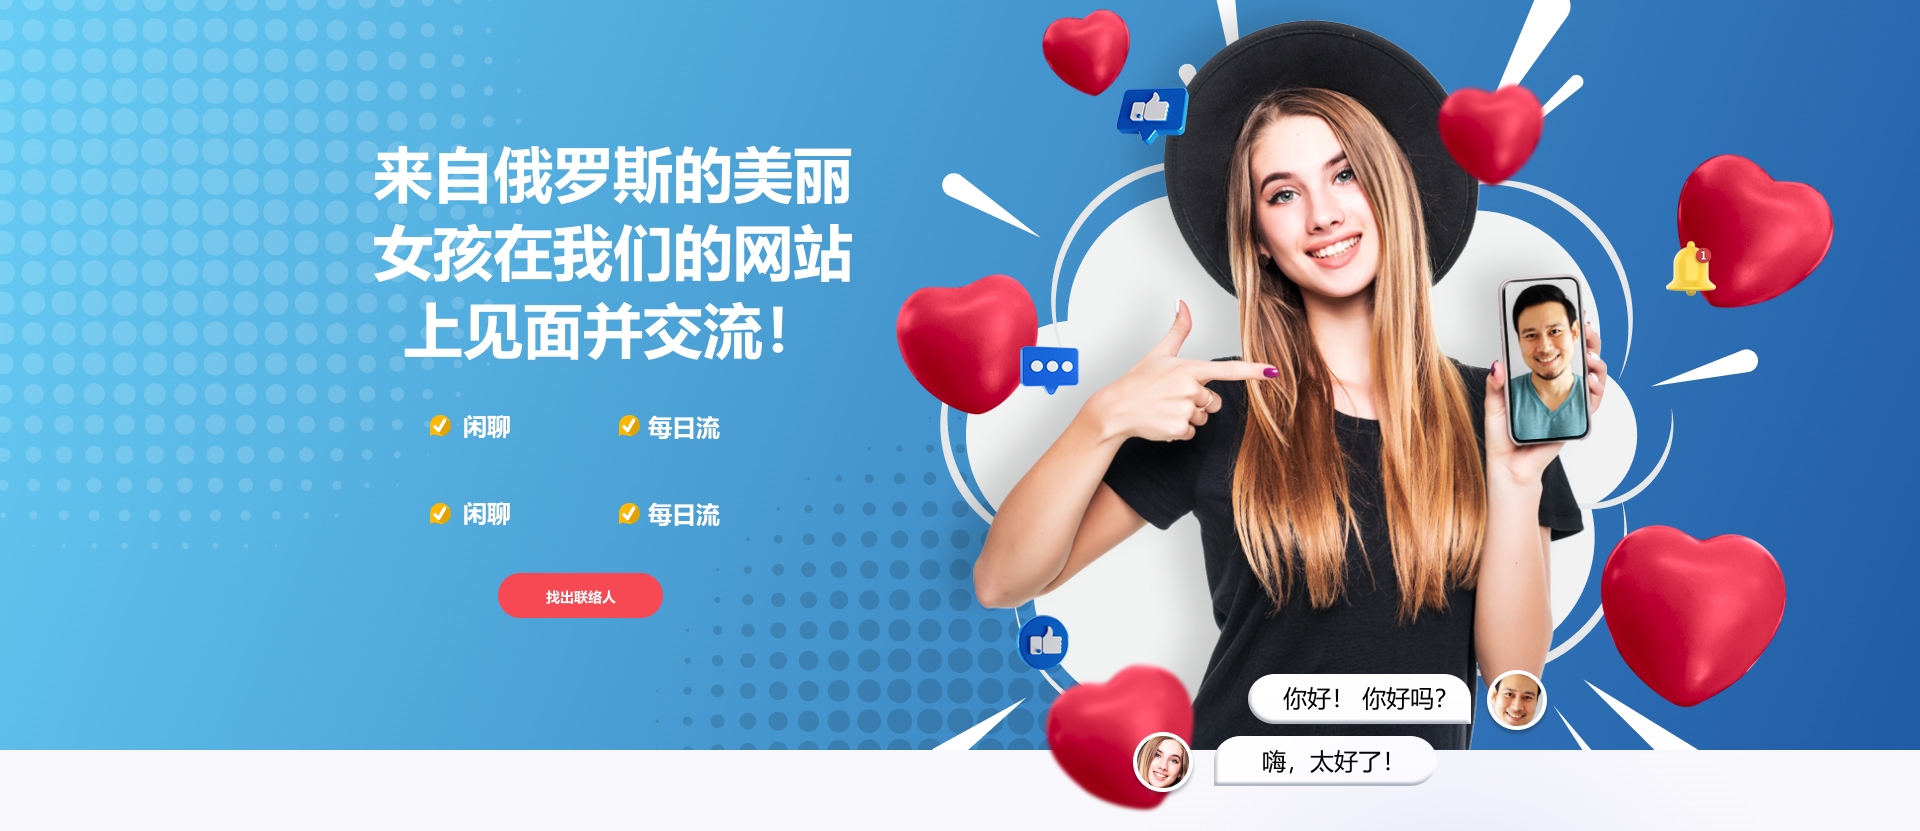 来自俄罗斯的美丽
女孩在我们的网站
上见面并交流！
闲聊
每日流
闲聊
每日流
找出联络人
1
你好！ 你好吗？
嗨，太好了！